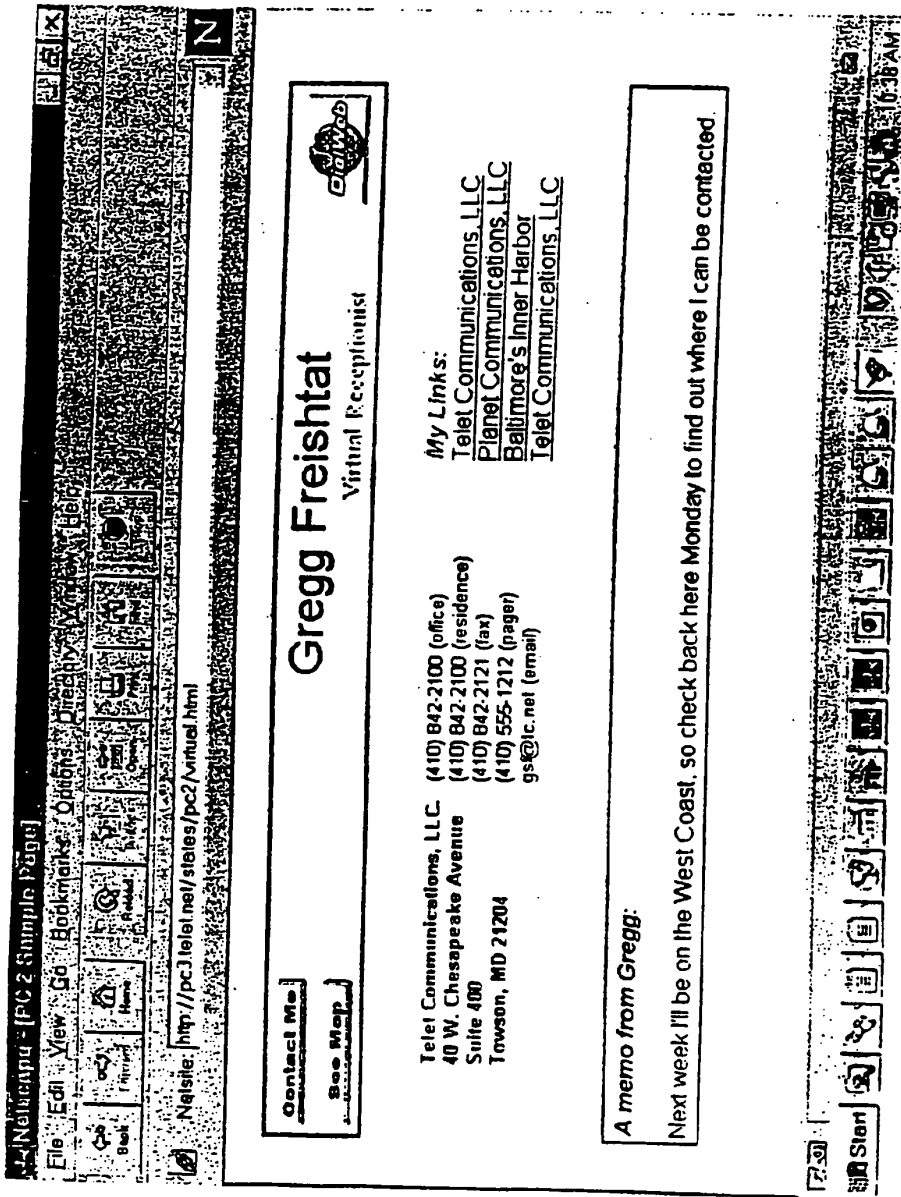 Netscape - [PC 2 Sample Page]
File Edit View Go Bookmarks Options Directory Window Help
Back Home Reload Open Print Find
Netsite: http://pc3.telet.net/states/pc2/virtual.html
N
Contact Me
See Map
Gregg Freishtat
Virtual Receptionist
Telet Communications, LLC.
40 W. Chesapeake Avenue
Suite 400
Towson, MD 21204
(410) 842-2100 (office)
(410) 842-2100 (residence)
(410) 842-2121 (fax)
(410) 555-1212 (pager)
gsf@lc.net (email)
My Links:
Telet Communications, LLC
Planet Communications, LLC
Baltimore's Inner Harbor
Telet Communications, LLC
A memo from Gregg:
Next week I'll be on the West Coast, so check back here Monday to find out where I can be contacted.
Start
10:38 AM